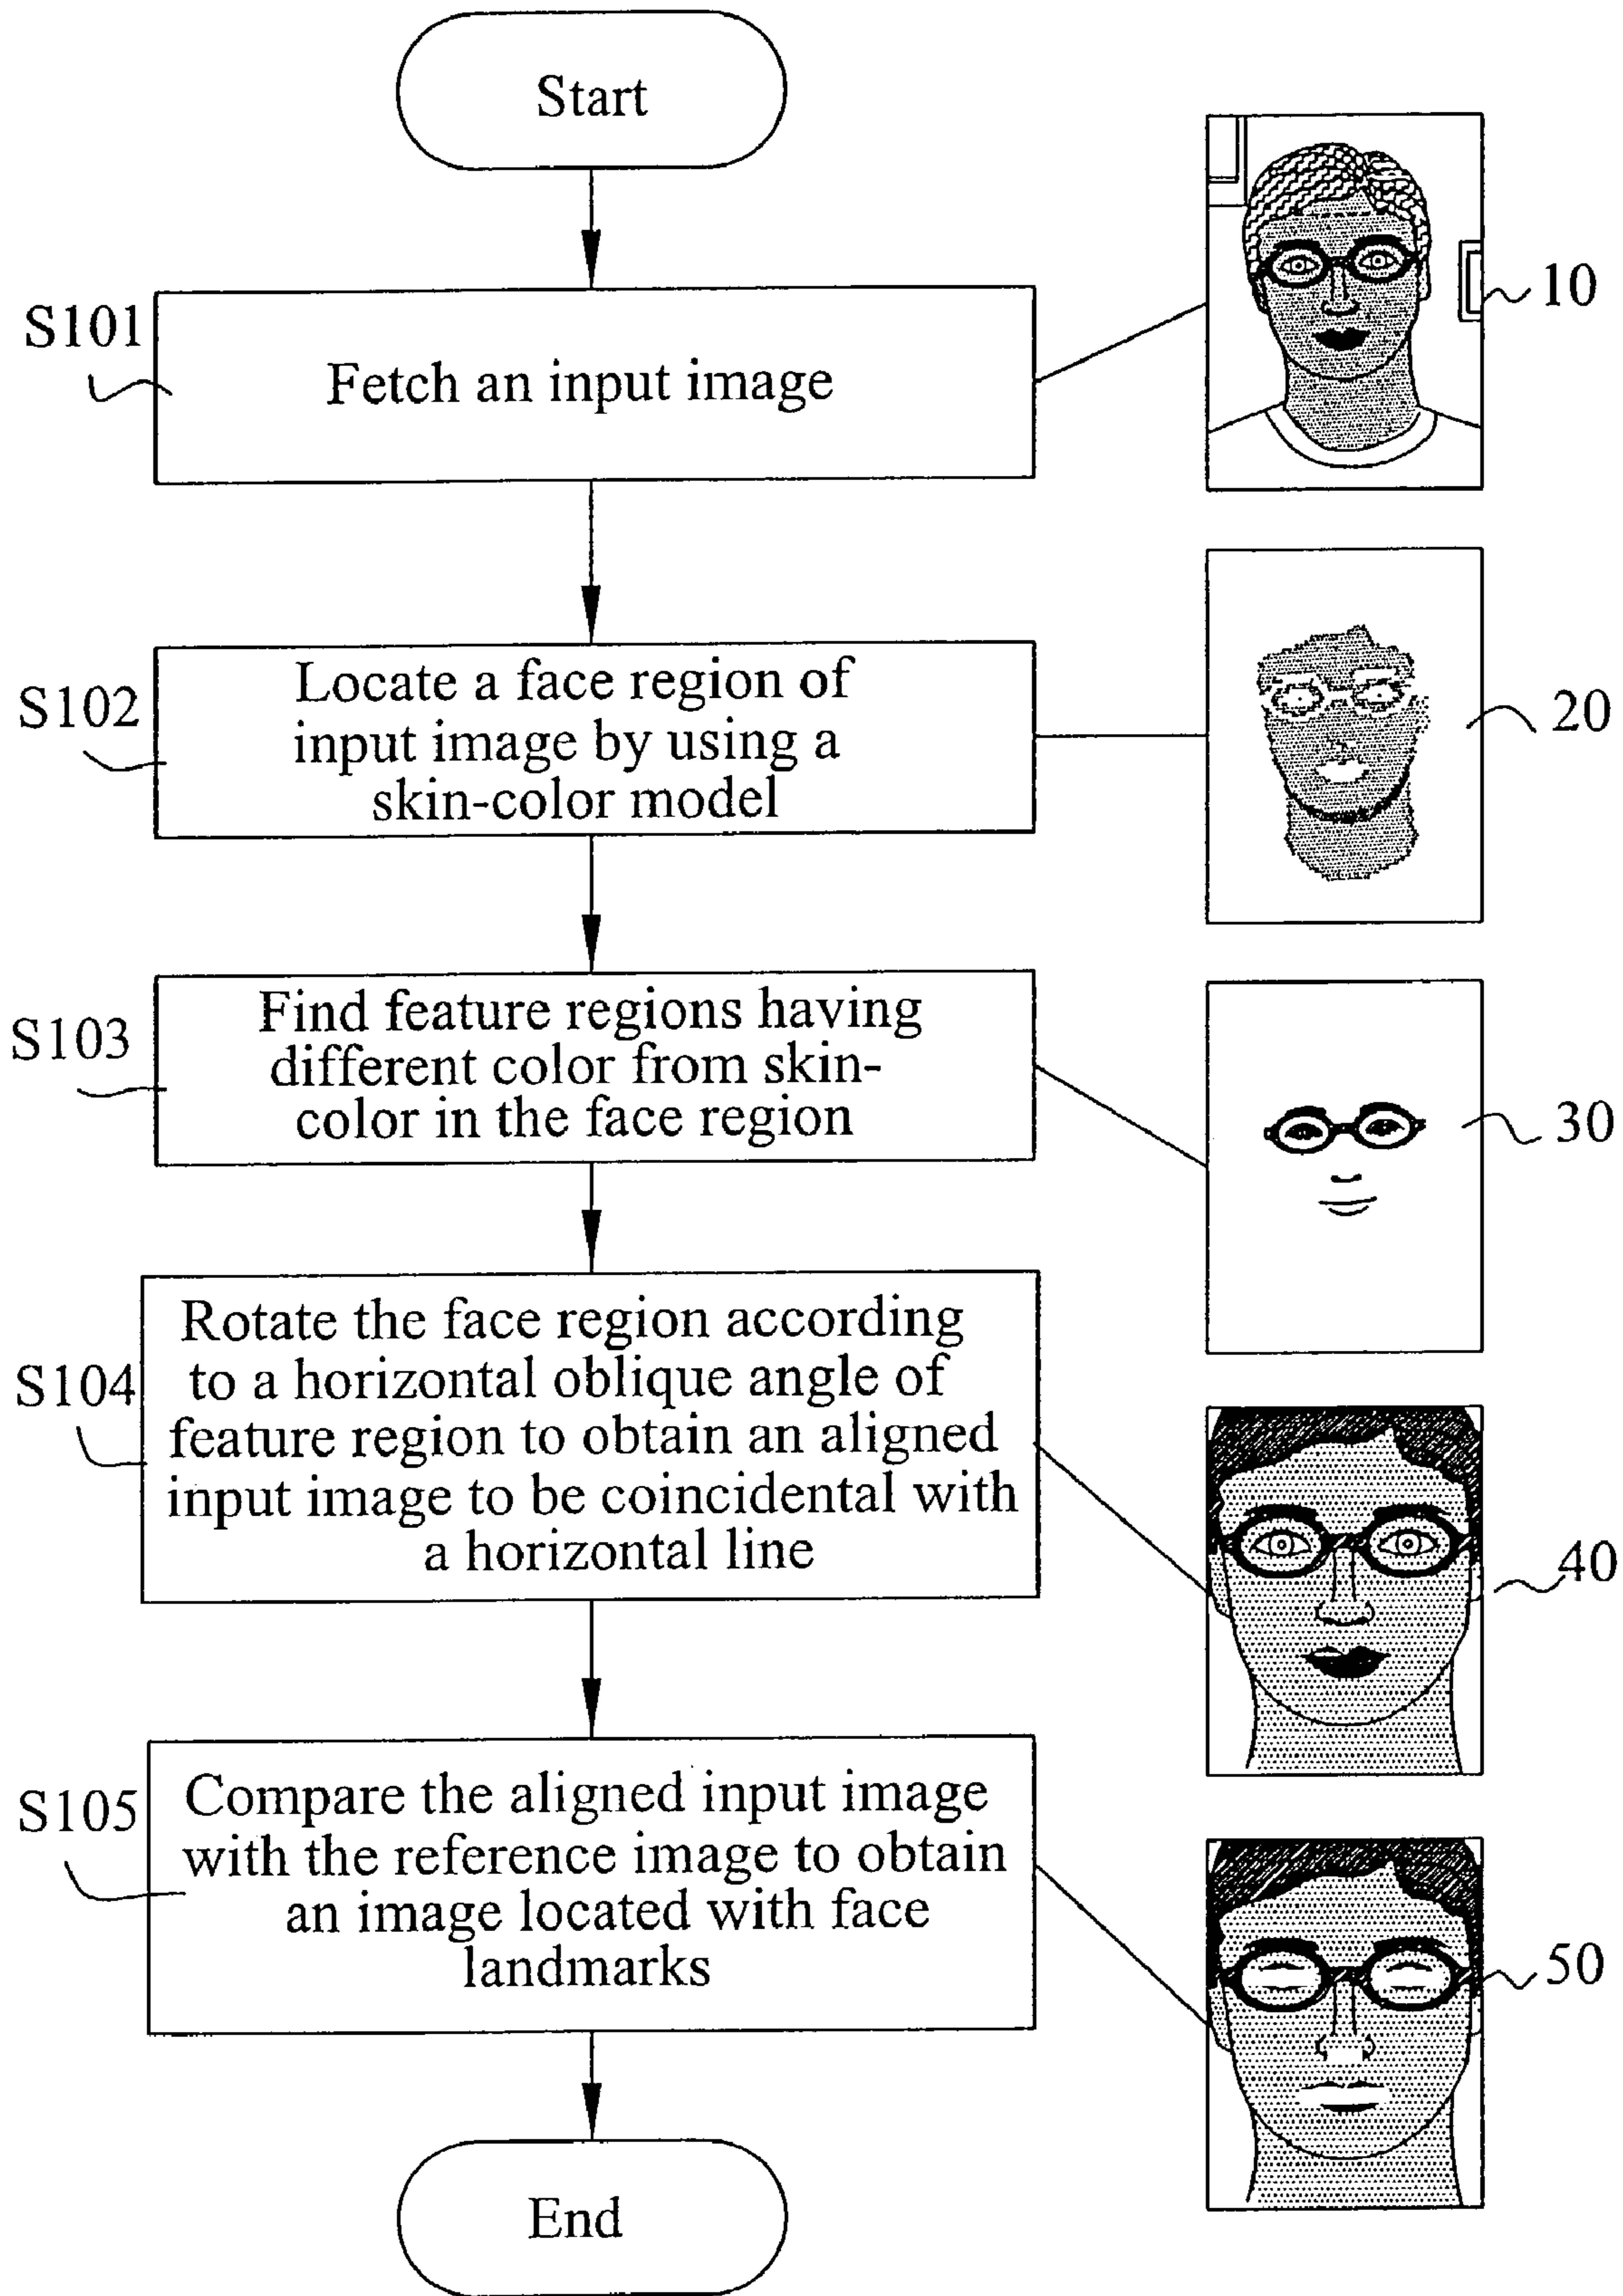 Start
S101
Fetch an input image
10
S102
Locate a face region of
input image by using a
skin-color model
20
S103
Find feature regions having
different color from skin-
color in the face region
30
S104
Rotate the face region according
to a horizontal oblique angle of
feature region to obtain an aligned
input image to be coincidental with
a horizontal line
40
S105
Compare the aligned input image
with the reference image to obtain
an image located with face
landmarks
50
End